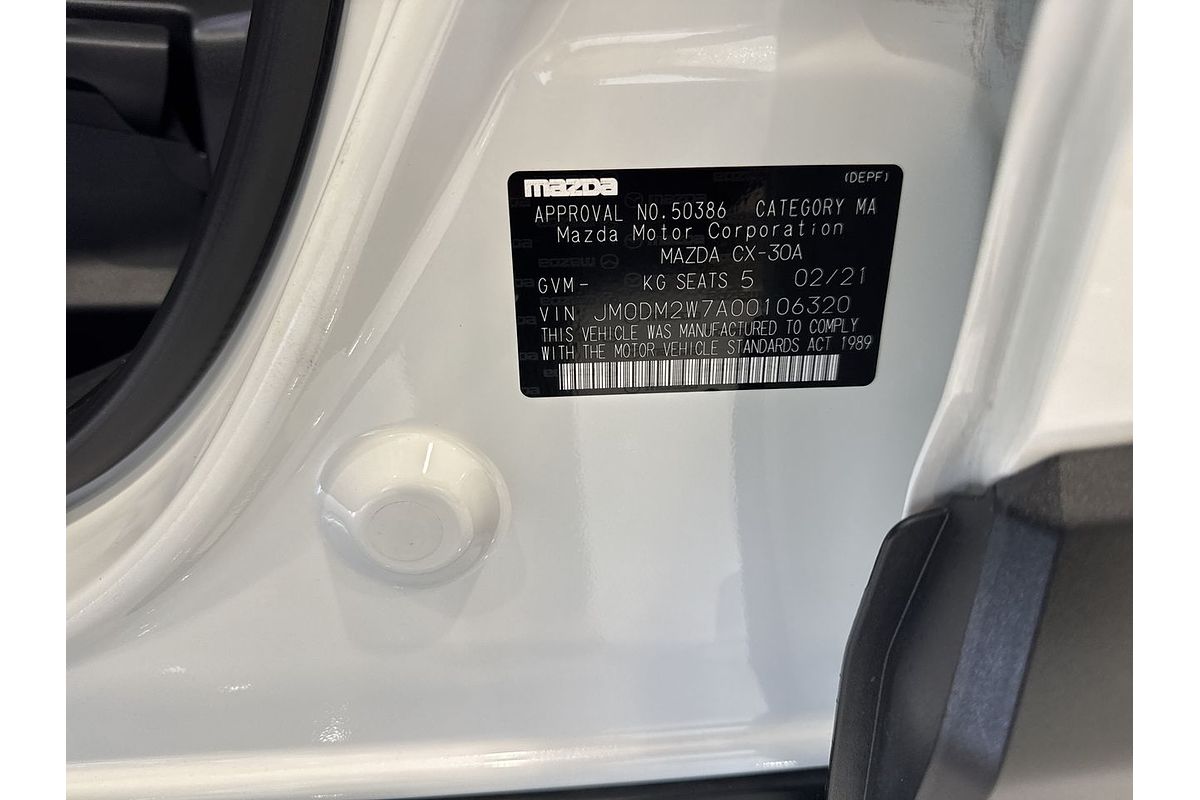 mazda (DEPF)
APPROVAL NO.50386 CATEGORY MA
Mazda Motor Corporation
MAZDA CX-30A
GVM- KG SEATS 5 02/21
VIN JM0DM2W7A00106320
THIS VEHICLE WAS MANUFACTURED TO COMPLY
WITH THE MOTOR VEHICLE STANDARDS ACT 1989